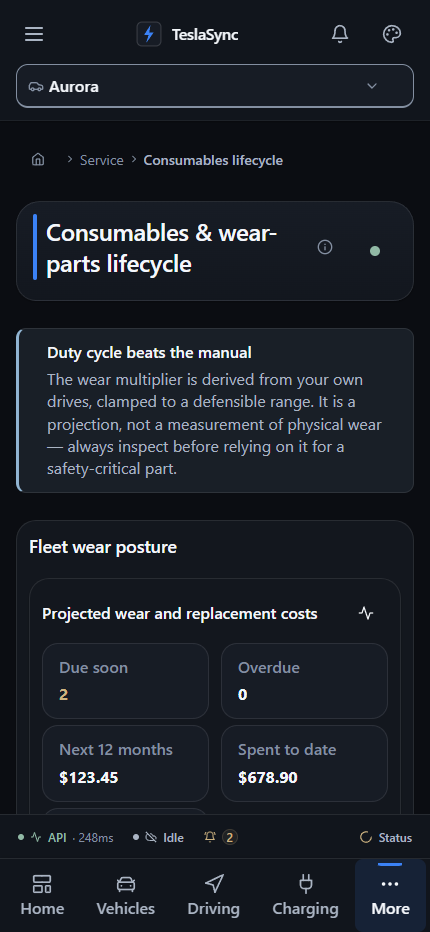 TeslaSync
Aurora
Service
Consumables lifecycle
Consumables & wear-
parts lifecycle
Duty cycle beats the manual
The wear multiplier is derived from your own
drives, clamped to a defensible range. It is a
projection, not a measurement of physical wear
— always inspect before relying on it for a
safety-critical part.
Fleet wear posture
Projected wear and replacement costs
Due soon
2
Overdue
0
Next 12 months
$123.45
Spent to date
$678.90
API · 248ms
Idle
2
Status
Home
Vehicles
Driving
Charging
More